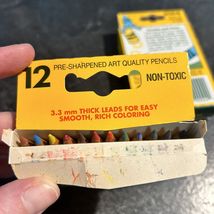 12 PRE-SHARPENED ART QUALITY PENCILS
NON-TOXIC
3.3 mm THICK LEADS FOR EASY
SMOOTH, RICH COLORING